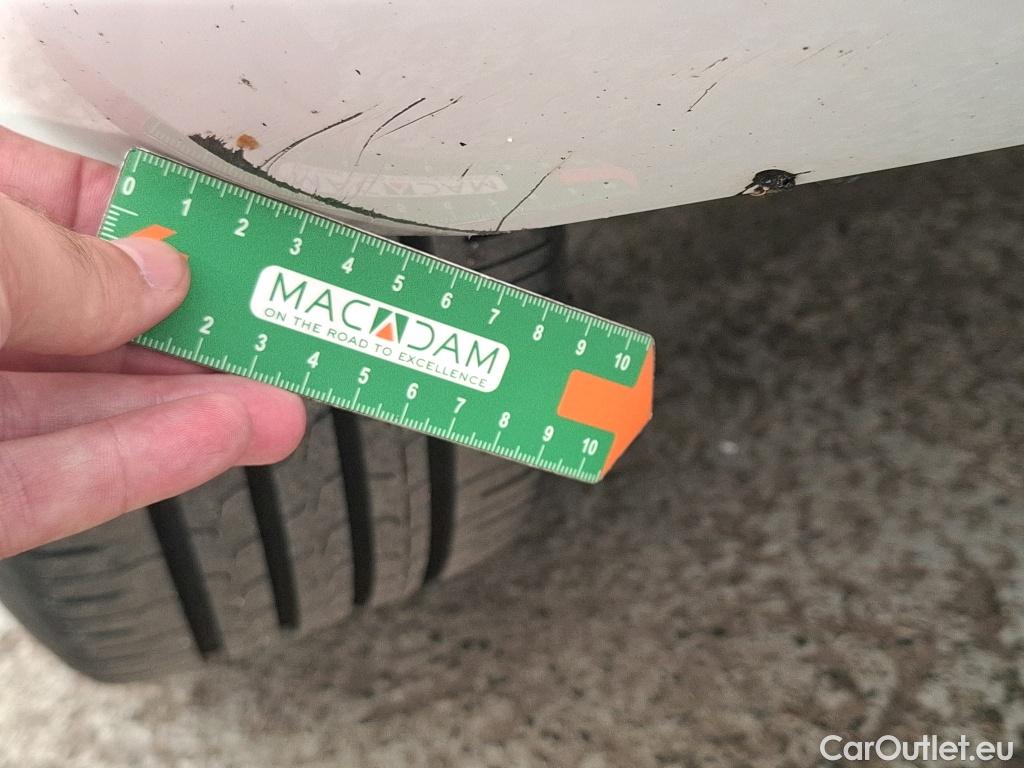 0 1 2 3 4 5 6 7 8 9 10
MACADAM
ON THE ROAD TO EXCELLENCE
2 3 4 5 6 7 8 9 10
CarOutlet.eu